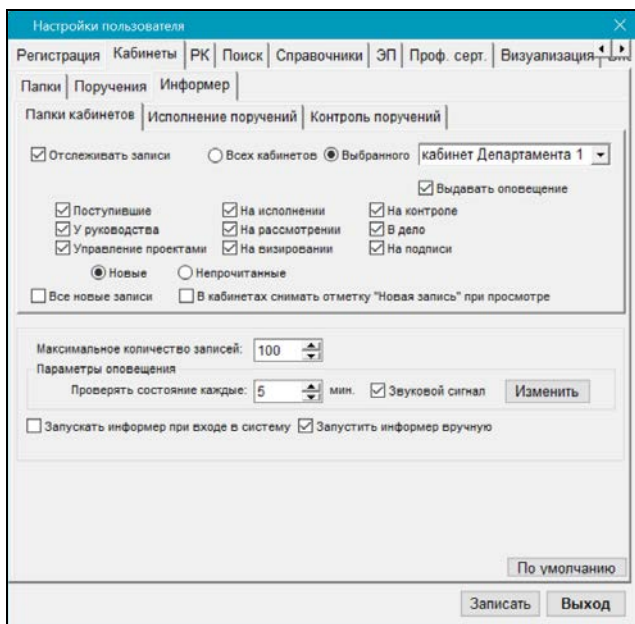 Настройки пользователя
Регистрация Кабинеты РК Поиск Справочники ЭП Проф. серт. Визуализация
Папки Поручения Информер
Папки кабинетов Исполнение поручений Контроль поручений
Отслеживать записи Всех кабинетов Выбранного кабинет Департамента 1
Выдавать оповещение
Поступившие На исполнении На контроле
У руководства На рассмотрении В дело
Управление проектами На визировании На подписи
Новые Непрочитанные
Все новые записи В кабинетах снимать отметку "Новая запись" при просмотре
Максимальное количество записей: 100
Параметры оповещения
Проверять состояние каждые: 5 мин. Звуковой сигнал Изменить
Запускать информер при входе в систему Запустить информер вручную
По умолчанию
Записать Выход